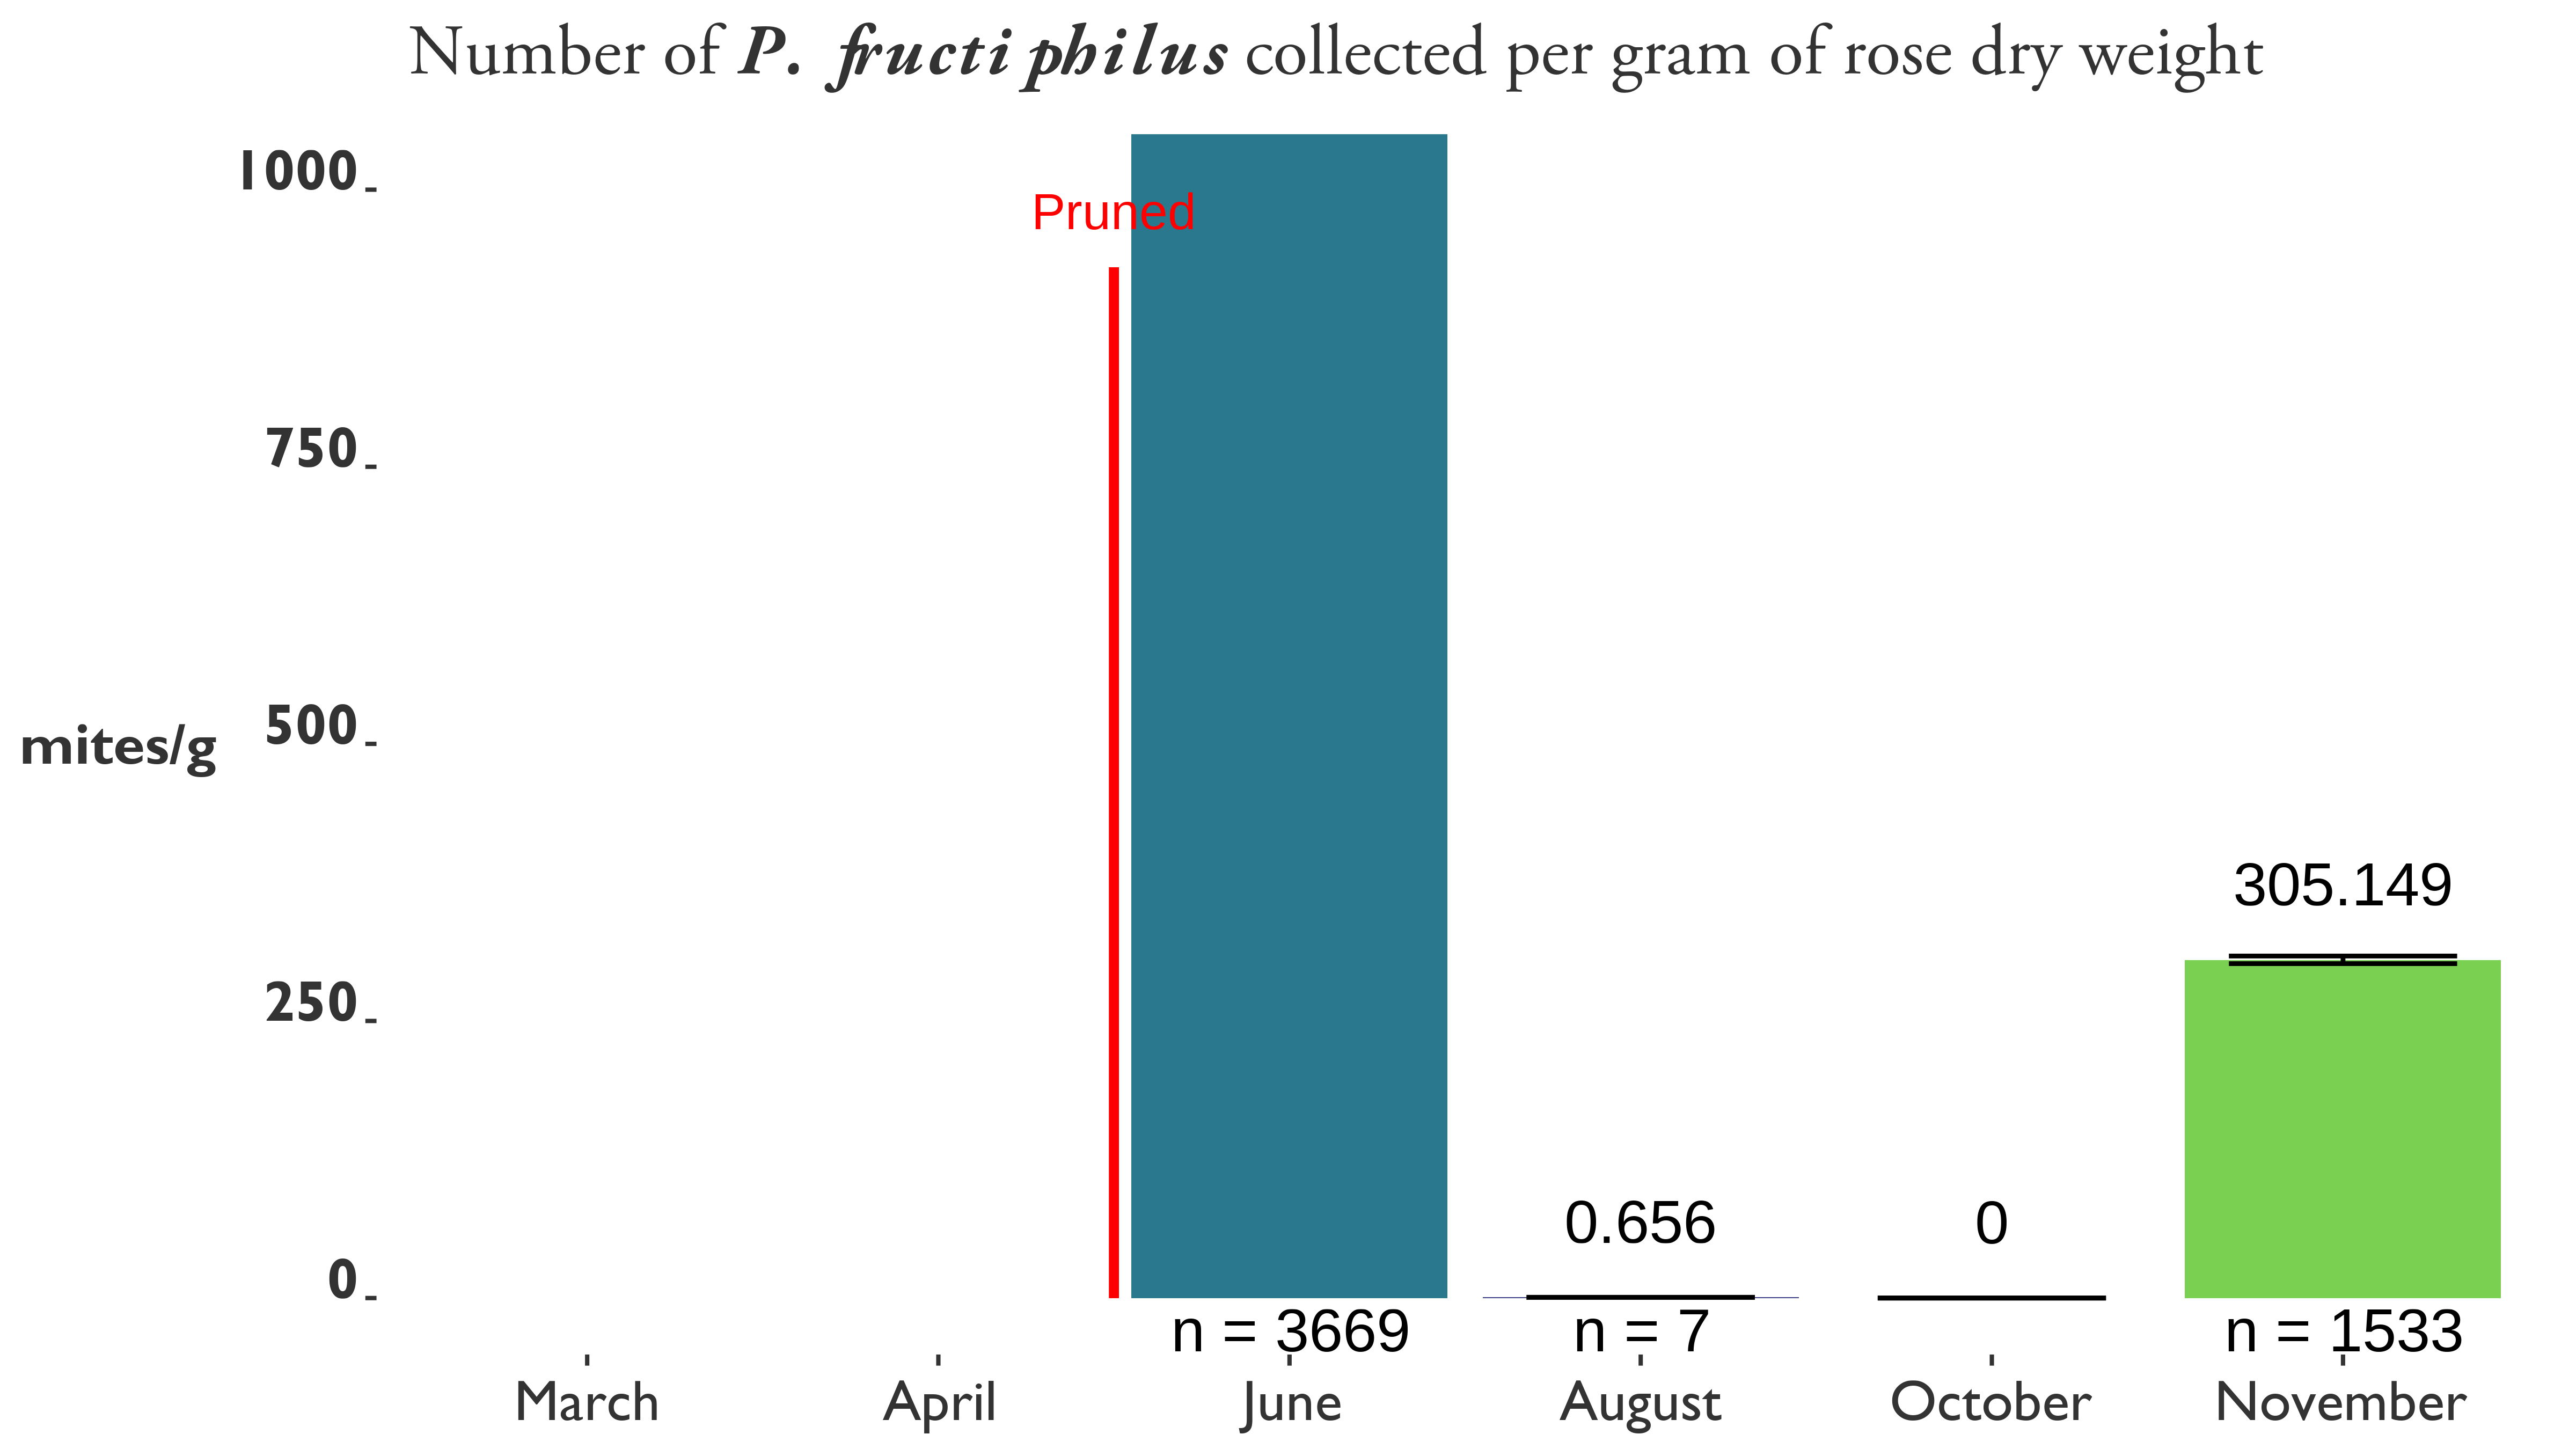 Number of P. fructiphilus collected per gram of rose dry weight
1000
Pruned
750
500
mites/g
305.149
250
0.656
0
0
n = 3669
n = 7
n = 1533
March
April
June
August
October
November